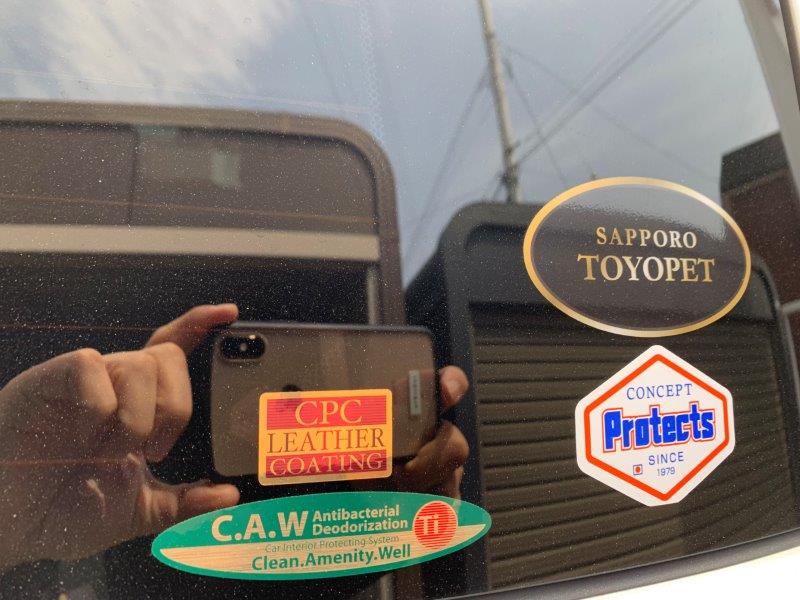 SAPPORO
TOYOPET
CONCEPT
Protects
SINCE
1979
CPC
LEATHER
COATING
C.A.W Antibacterial
Deodorization
Ti
Car Interior Protecting System
Clean.Amenity.Well